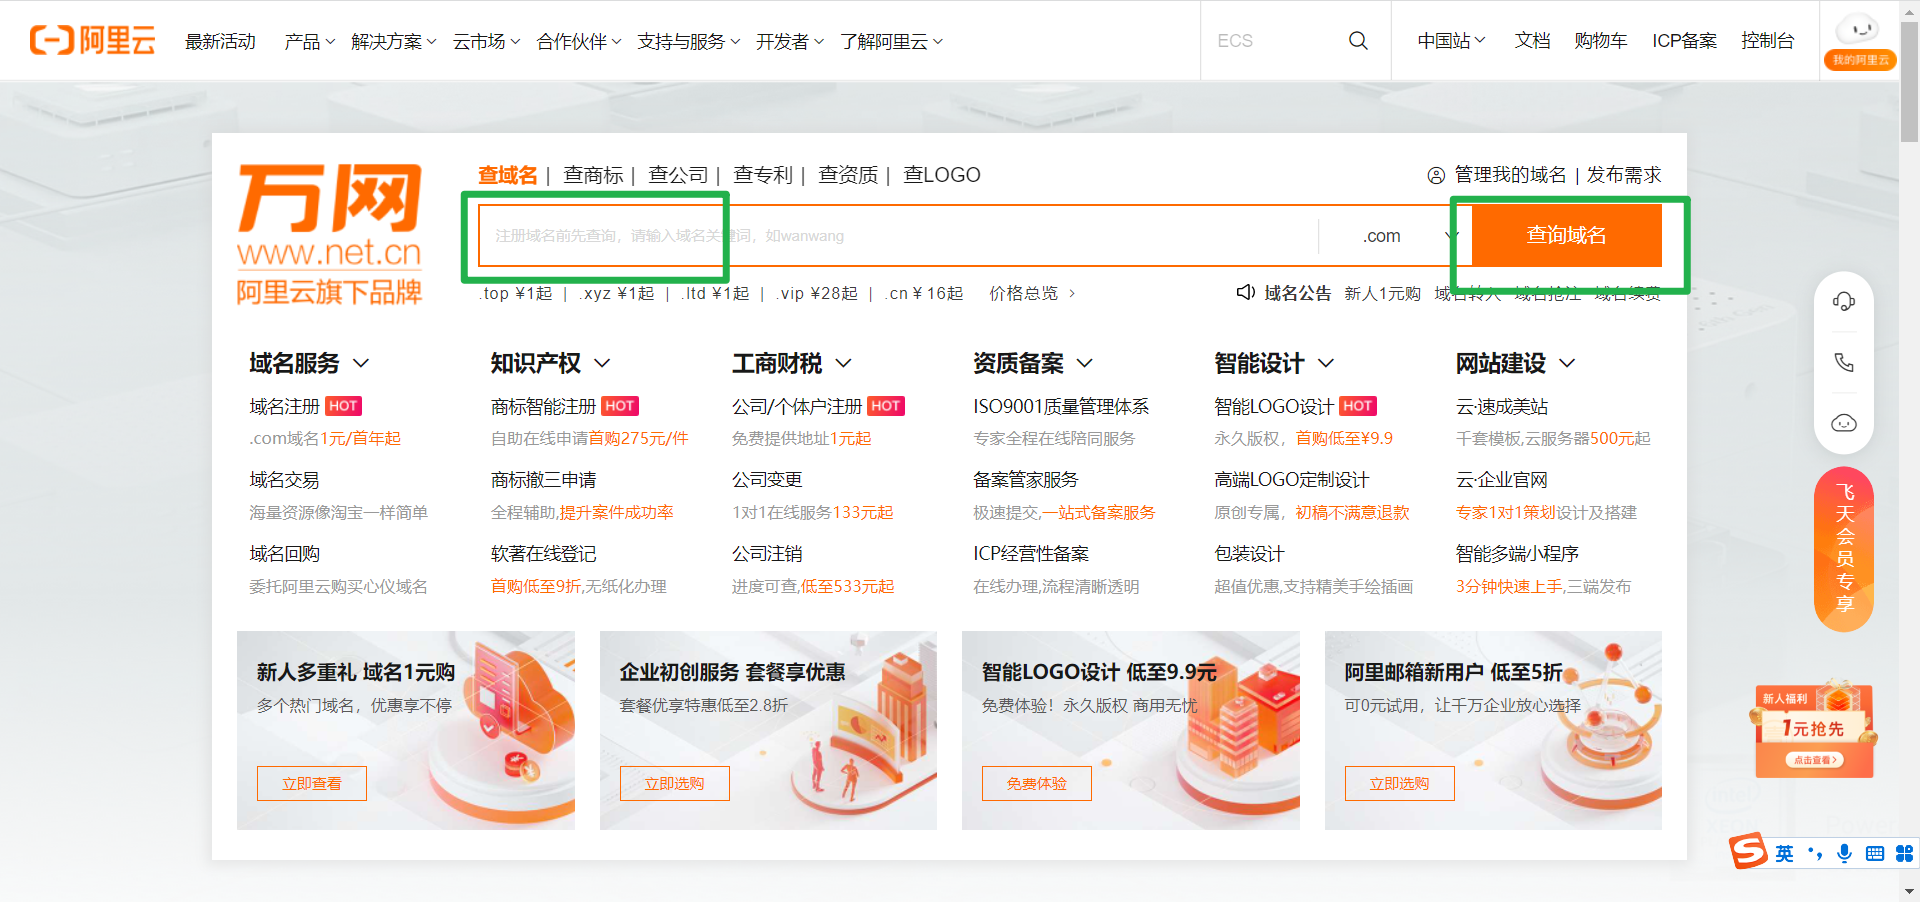 阿里云
最新活动 产品 解决方案 云市场 合作伙伴 支持与服务 开发者 了解阿里云 ECS 中国站 文档 购物车 ICP备案 控制台
我的阿里云
万网
www.net.cn
阿里云旗下品牌
查域名 | 查商标 | 查公司 | 查专利 | 查资质 | 查LOGO
管理我的域名 | 发布需求
注册域名前先查询，请输入域名关键词，如wanwang
.com
查询域名
.top ¥1起 | .xyz ¥1起 | .ltd ¥1起 | .vip ¥28起 | .cn ¥16起 价格总览 >
域名公告 新人1元购 域名转入 域名抢注 域名续费
域名服务 知识产权 工商财税 资质备案 智能设计 网站建设
域名注册 HOT 商标智能注册 HOT 公司/个体户注册 HOT ISO9001质量管理体系 智能LOGO设计 HOT 云·速成美站
.com域名1元/首年起 自助在线申请首购275元/件 免费提供地址1元起 专家全程在线陪同服务 永久版权，首购低至¥9.9 千套模板,云服务器500元起
域名交易 商标撤三申请 公司变更 备案管家服务 高端LOGO定制设计 云·企业官网
海量资源像淘宝一样简单 全程辅助,提升案件成功率 1对1在线服务133元起 极速提交,一站式备案服务 原创专属，初稿不满意退款 专家1对1策划设计及搭建
域名回购 软著在线登记 公司注销 ICP经营性备案 包装设计 智能多端小程序
委托阿里云购买心仪域名 首购低至9折,无纸化办理 进度可查,低至533元起 在线办理,流程清晰透明 超值优惠,支持精美手绘插画 3分钟快速上手,三端发布
新人多重礼 域名1元购
多个热门域名，优惠享不停
立即查看
企业初创服务 套餐享优惠
套餐优享特惠低至2.8折
立即选购
智能LOGO设计 低至9.9元
免费体验！永久版权 商用无忧
免费体验
阿里邮箱新用户 低至5折
可0元试用，让千万企业放心选择
立即选购
飞天会员专享
新人福利
1元抢先
点击查看>
S 英